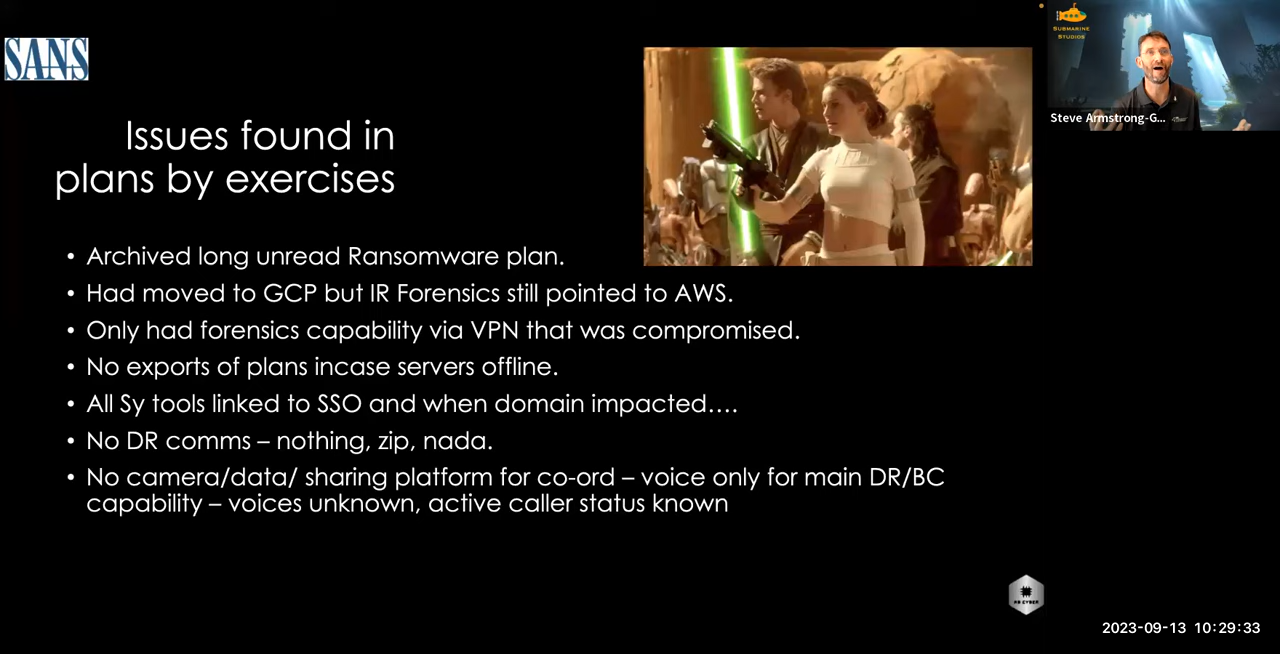 SANS
SUBMARINE
STUDIOS
Steve Armstrong-G...
Issues found in
plans by exercises
• Archived long unread Ransomware plan.
• Had moved to GCP but IR Forensics still pointed to AWS.
• Only had forensics capability via VPN that was compromised.
• No exports of plans incase servers offline.
• All Sy tools linked to SSO and when domain impacted....
• No DR comms – nothing, zip, nada.
• No camera/data/ sharing platform for co-ord – voice only for main DR/BC
capability – voices unknown, active caller status known
2023-09-13 10:29:33